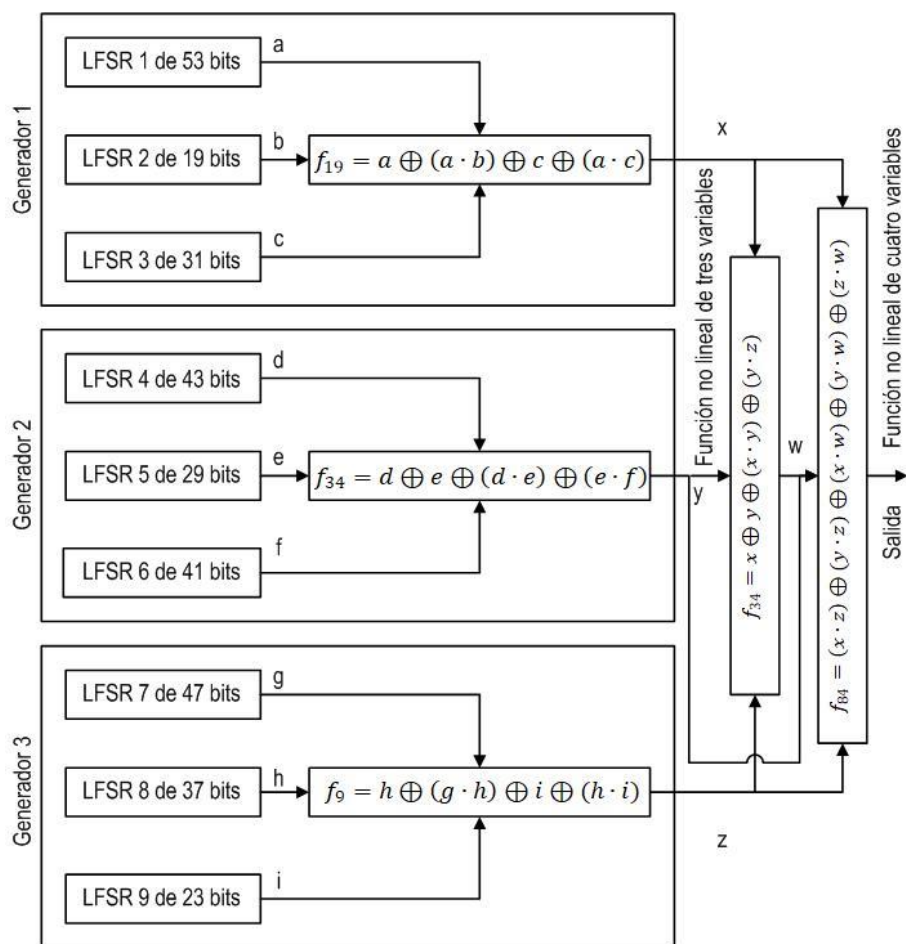 Generador 1
LFSR 1 de 53 bits
a
LFSR 2 de 19 bits
b
f₁₉ = a ⊕ (a · b) ⊕ c ⊕ (a · c)
LFSR 3 de 31 bits
c
x
Generador 2
LFSR 4 de 43 bits
d
LFSR 5 de 29 bits
e
f₃₄ = d ⊕ e ⊕ (d · e) ⊕ (e · f)
LFSR 6 de 41 bits
f
y
Función no lineal de tres variables
f₃₄ = x ⊕ y ⊕ (x · y) ⊕ (y · z)
w
f₈₄ = (x · z) ⊕ (y · z) ⊕ (x · w) ⊕ (y · w) ⊕ (z · w)
Función no lineal de cuatro variables
Salida
Generador 3
LFSR 7 de 47 bits
g
LFSR 8 de 37 bits
h
f₉ = h ⊕ (g · h) ⊕ i ⊕ (h · i)
LFSR 9 de 23 bits
i
z